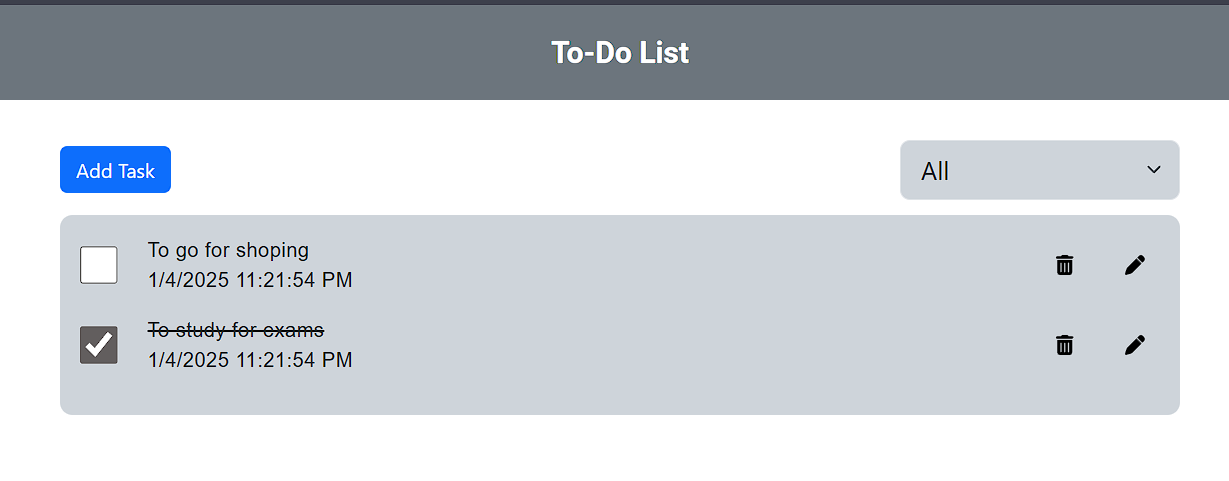 To-Do List
Add Task
All
To go for shoping
1/4/2025 11:21:54 PM
To study for exams
1/4/2025 11:21:54 PM